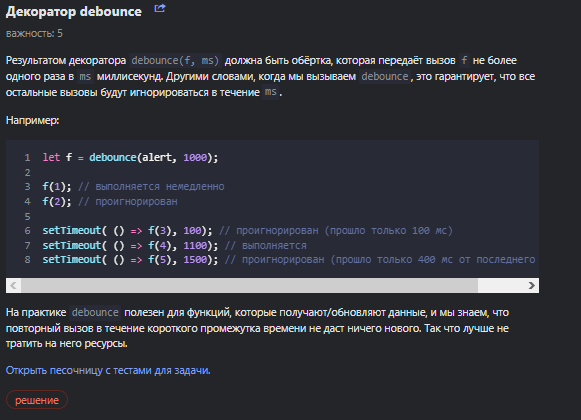 Декоратор debounce
важность: 5
Результатом декоратора debounce(f, ms) должна быть обёртка, которая передаёт вызов f не более
одного раза в ms миллисекунд. Другими словами, когда мы вызываем debounce, это гарантирует, что все
остальные вызовы будут игнорироваться в течение ms.
Например:
1 let f = debounce(alert, 1000);
2
3 f(1); // выполняется немедленно
4 f(2); // проигнорирован
5
6 setTimeout( () => f(3), 100); // проигнорирован (прошло только 100 мс)
7 setTimeout( () => f(4), 1100); // выполняется
8 setTimeout( () => f(5), 1500); // проигнорирован (прошло только 400 мс от последнего
На практике debounce полезен для функций, которые получают/обновляют данные, и мы знаем, что
повторный вызов в течение короткого промежутка времени не даст ничего нового. Так что лучше не
тратить на него ресурсы.
Открыть песочницу с тестами для задачи.
решение